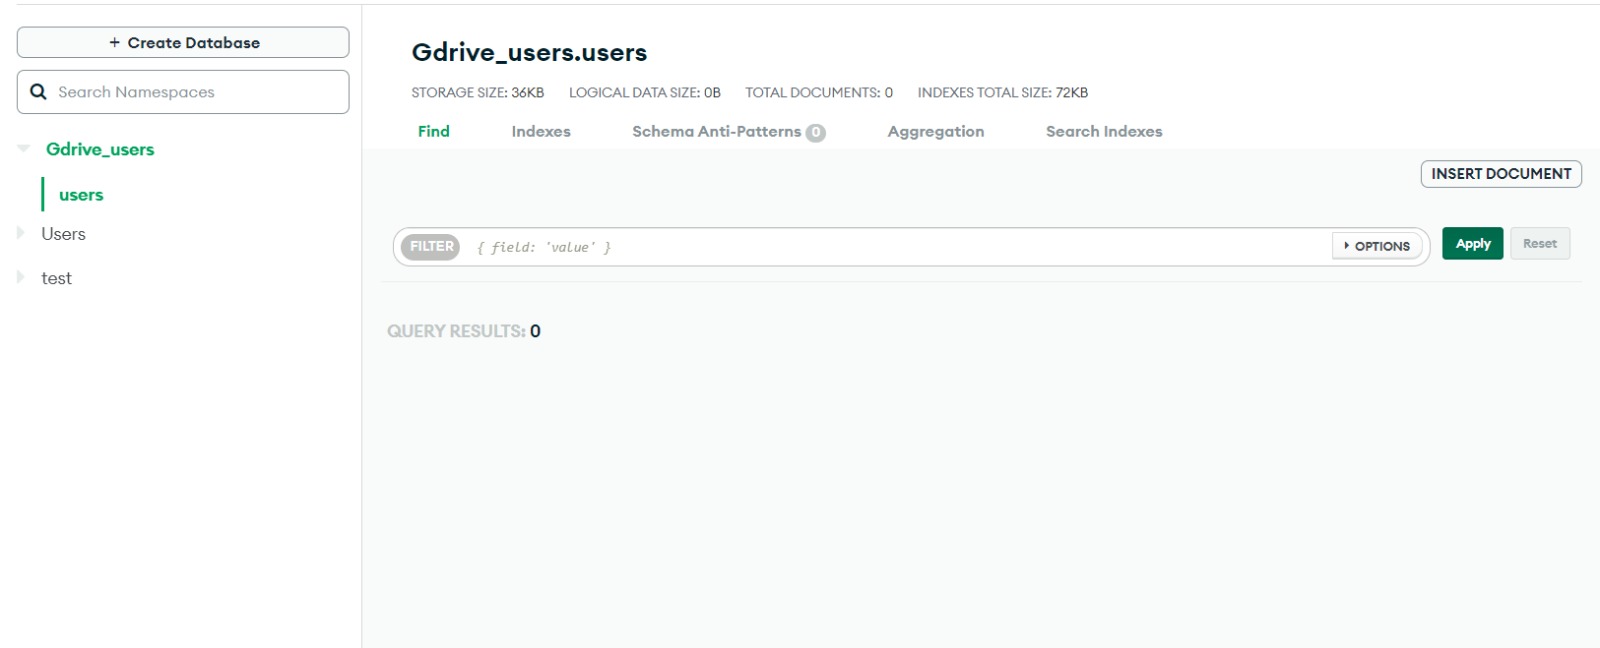 + Create Database
Search Namespaces
Gdrive_users
users
Users
test
Gdrive_users.users
STORAGE SIZE: 36KB LOGICAL DATA SIZE: 0B TOTAL DOCUMENTS: 0 INDEXES TOTAL SIZE: 72KB
Find Indexes Schema Anti-Patterns 0 Aggregation Search Indexes
INSERT DOCUMENT
FILTER { field: 'value' } OPTIONS Apply Reset
QUERY RESULTS: 0